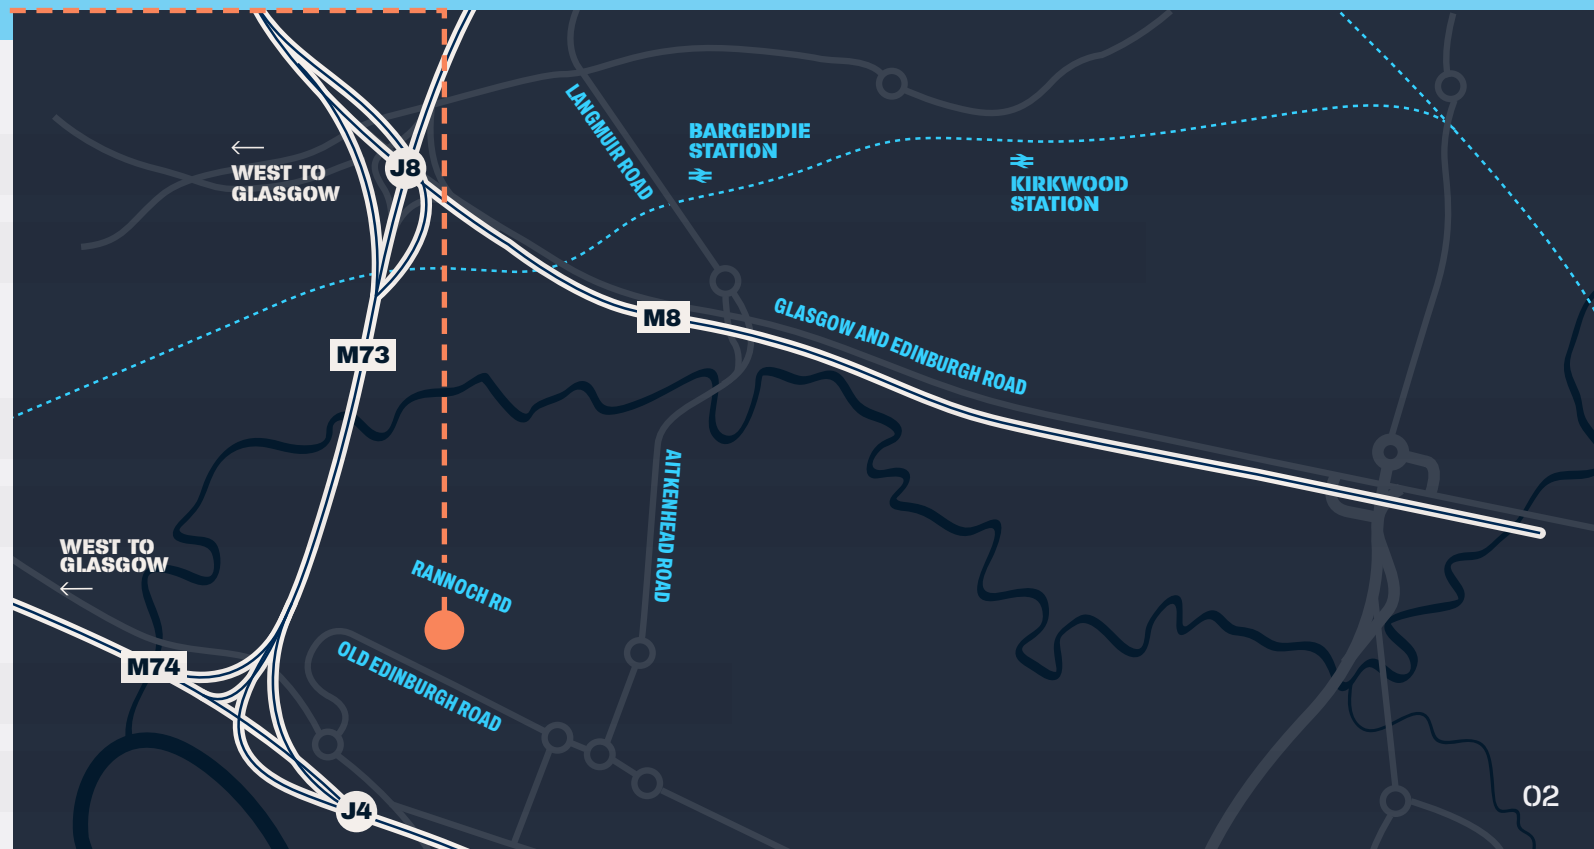 LANGMUIR ROAD
BARGEDDIE
STATION
J8
WEST TO
GLASGOW
KIRKWOOD
STATION
M8
GLASGOW AND EDINBURGH ROAD
M73
AITKENHEAD ROAD
WEST TO
GLASGOW
RANNOCH RD
M74
OLD EDINBURGH ROAD
J4
02